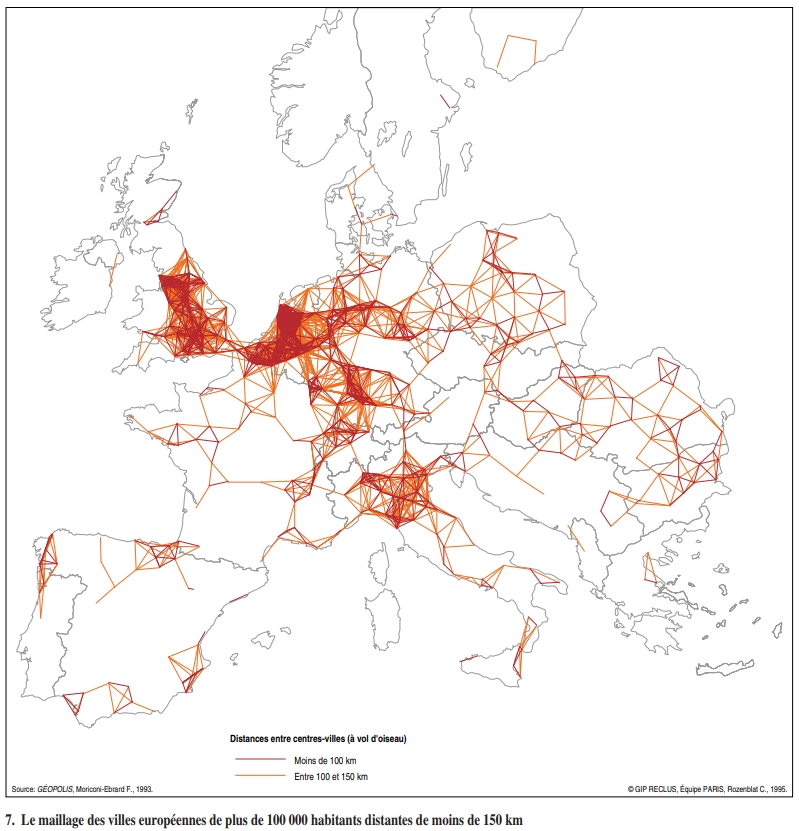 Distances entre centres-villes (à vol d'oiseau)
Moins de 100 km
Entre 100 et 150 km
Source: GÉOPOLIS, Moriconi-Ebrard F., 1993.
© GIP RECLUS, Équipe PARIS, Rozenblat C., 1995.
7. Le maillage des villes européennes de plus de 100 000 habitants distantes de moins de 150 km